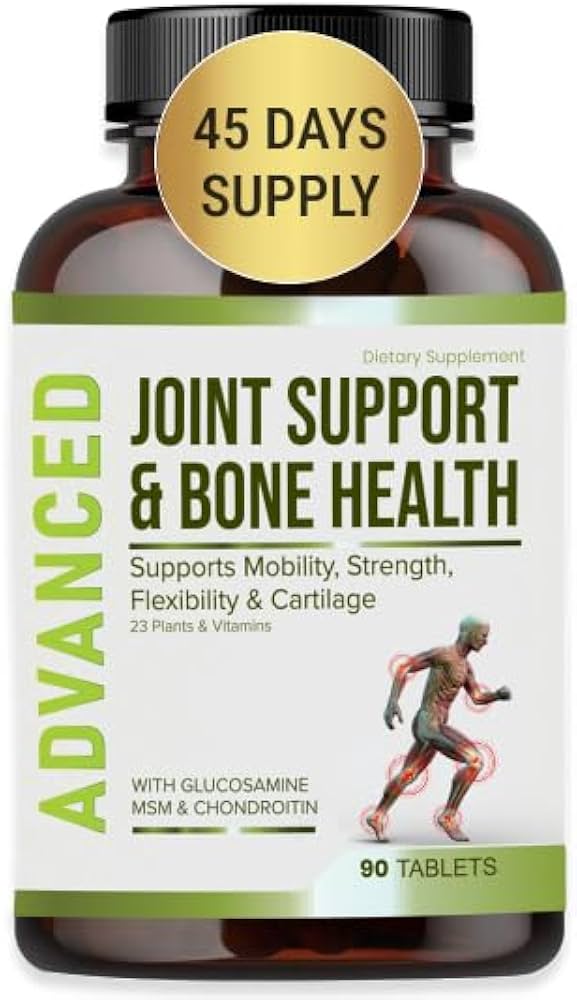 45 DAYS
SUPPLY
Dietary Supplement
ADVANCED
JOINT SUPPORT
& BONE HEALTH
Supports Mobility, Strength,
Flexibility & Cartilage
23 Plants & Vitamins
WITH GLUCOSAMINE
MSM & CHONDROITIN
90 TABLETS